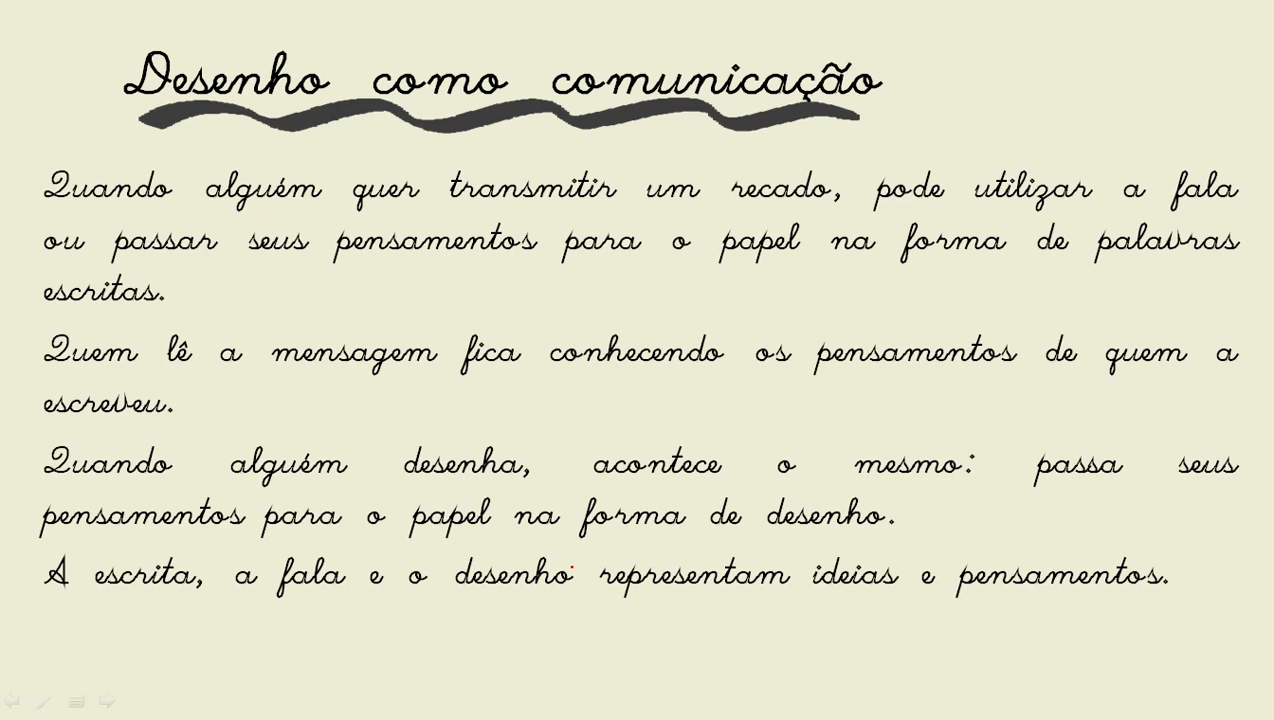 Desenho como comunicação
Quando alguém quer transmitir um recado, pode utilizar a fala
ou passar seus pensamentos para o papel na forma de palavras
escritas.
Quem lê a mensagem fica conhecendo os pensamentos de quem a
escreveu.
Quando alguém desenha, acontece o mesmo: passa seus
pensamentos para o papel na forma de desenho.
A escrita, a fala e o desenho representam ideias e pensamentos.